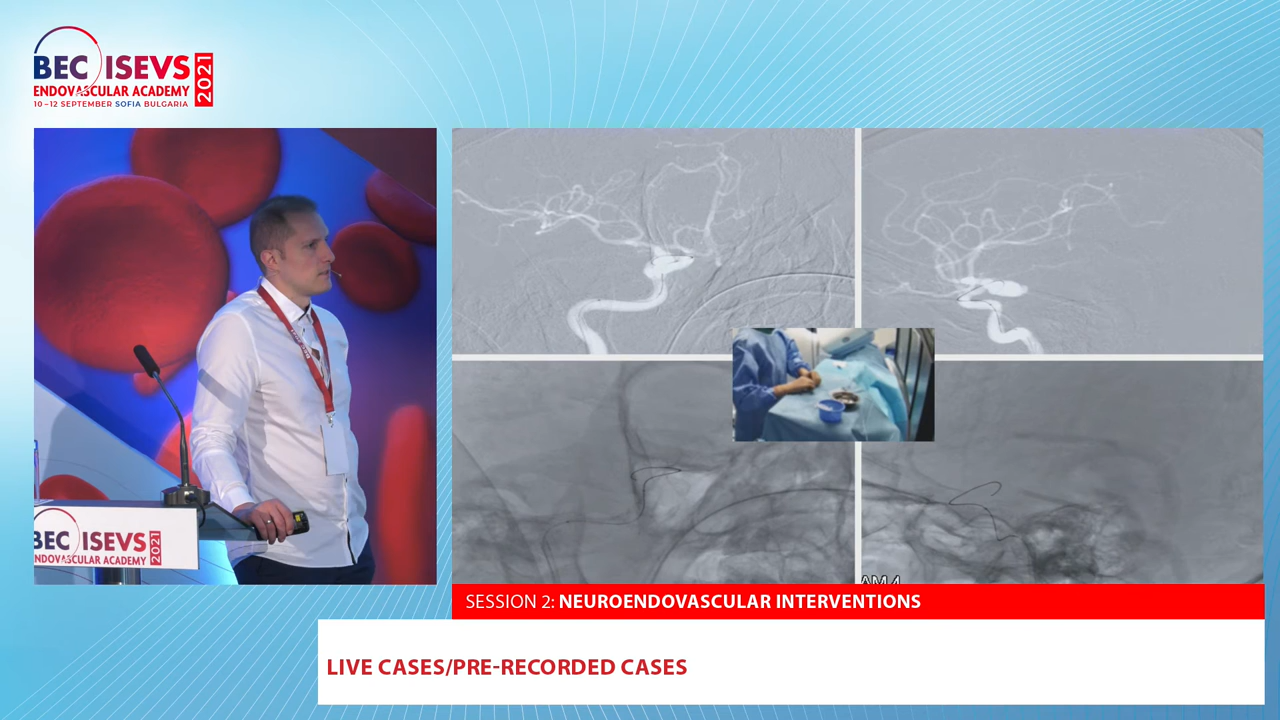 BEC ISEVS
ENDOVASCULAR ACADEMY
2021
10–12 SEPTEMBER SOFIA BULGARIA
BEC ISEVS
ENDOVASCULAR ACADEMY
2021
SESSION 2: NEUROENDOVASCULAR INTERVENTIONS
LIVE CASES/PRE-RECORDED CASES